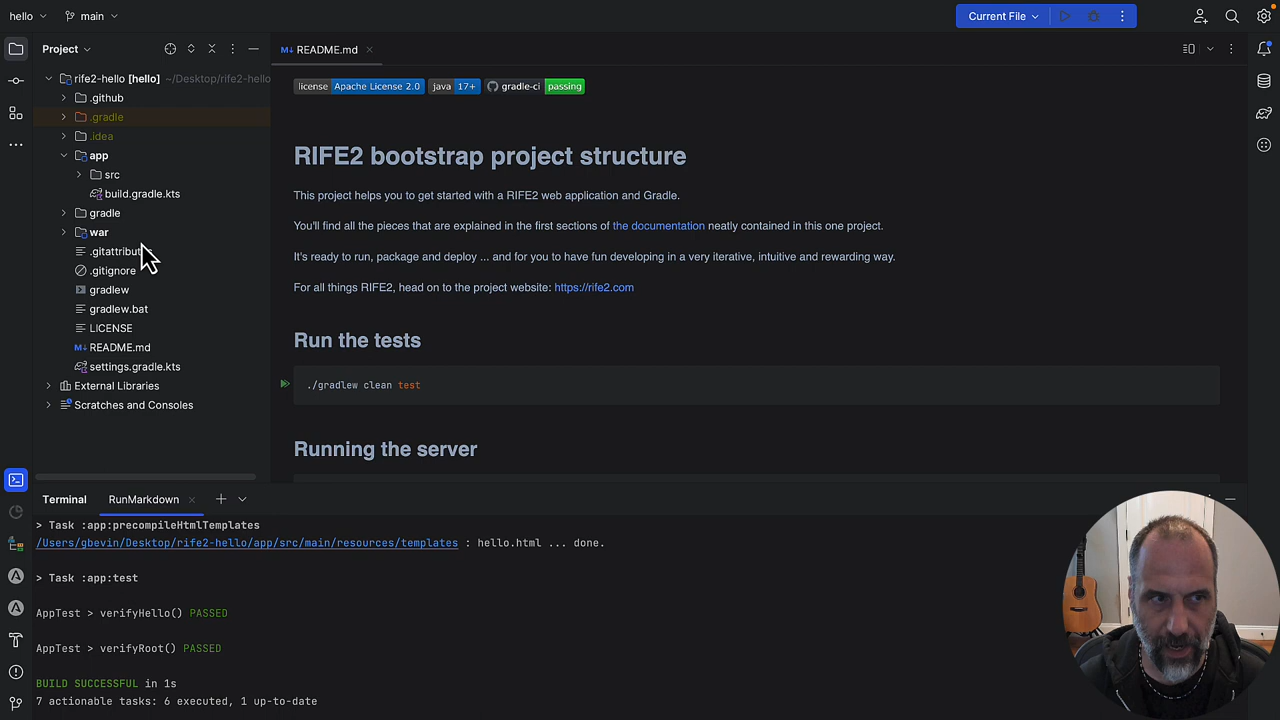 hello
main
Current File
Project
README.md
rife2-hello [hello] ~/Desktop/rife2-hello
.github
.gradle
.idea
app
src
build.gradle.kts
gradle
war
.gitignore
gradlew
gradlew.bat
LICENSE
M↓ README.md
settings.gradle.kts
External Libraries
Scratches and Consoles
license Apache License 2.0 java 17+ gradle-ci passing
RIFE2 bootstrap project structure
This project helps you to get started with a RIFE2 web application and Gradle.
You'll find all the pieces that are explained in the first sections of the documentation neatly contained in this one project.
It's ready to run, package and deploy ... and for you to have fun developing in a very iterative, intuitive and rewarding way.
For all things RIFE2, head on to the project website: https://rife2.com
Run the tests
./gradlew clean test
Running the server
Terminal
RunMarkdown
> Task :app:precompileHtmlTemplates
/Users/gbevin/Desktop/rife2-hello/app/src/main/resources/templates : hello.html ... done.
> Task :app:test
AppTest > verifyHello() PASSED
AppTest > verifyRoot() PASSED
BUILD SUCCESSFUL in 1s
7 actionable tasks: 6 executed, 1 up-to-date